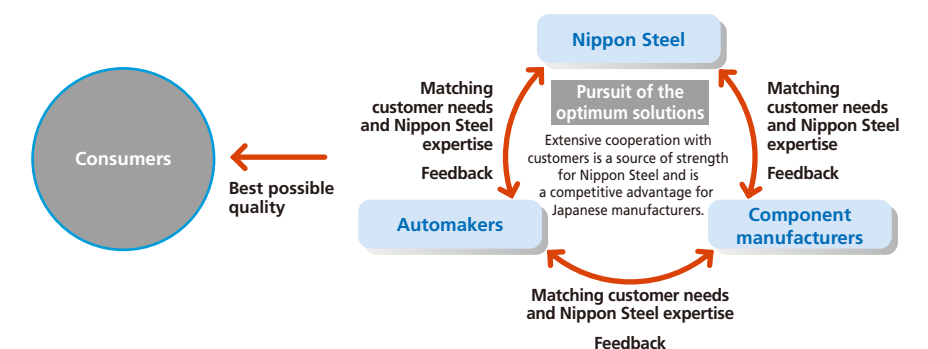 Nippon Steel
Consumers
Best possible
quality
Matching
customer needs
and Nippon Steel
expertise
Feedback
Pursuit of the
optimum solutions
Extensive cooperation with
customers is a source of strength
for Nippon Steel and is
a competitive advantage for
Japanese manufacturers.
Matching
customer needs
and Nippon Steel
expertise
Feedback
Automakers
Component
manufacturers
Matching customer needs
and Nippon Steel expertise
Feedback